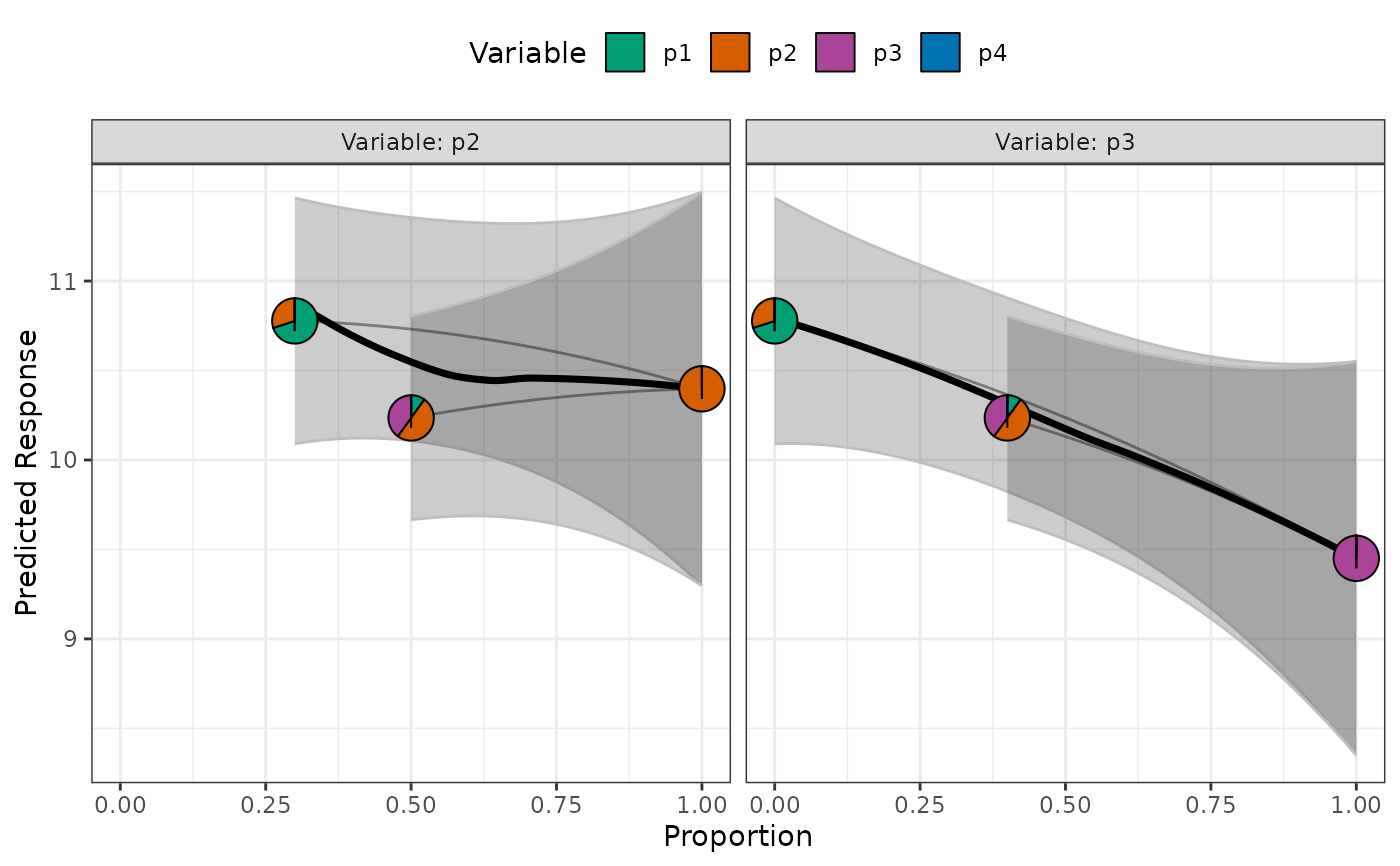 Variable p1 p2 p3 p4
Variable: p2 Variable: p3
Predicted Response
11
10
9
0.00 0.25 0.50 0.75 1.00 0.00 0.25 0.50 0.75 1.00
Proportion